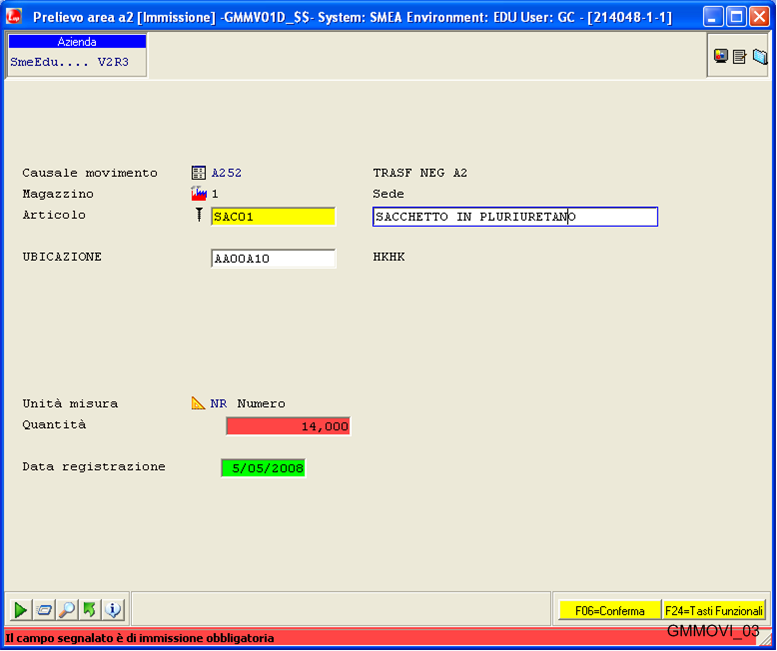 Prelievo area a2 [Immissione] -GMMV01D_$$- System: SMEA Environment: EDU User: GC - [214048-1-1]
Azienda
SmeEdu.... V2R3
Causale movimento A252 TRASF NEG A2
Magazzino 1 Sede
Articolo SAC01 SACCHETTO IN PLURIURETANO
UBICAZIONE AA00A10 HKHK
Unità misura NR Numero
Quantità 14,000
Data registrazione 5/05/2008
F06=Conferma F24=Tasti Funzionali
Il campo segnalato è di immissione obbligatoria
GMMOVI_03